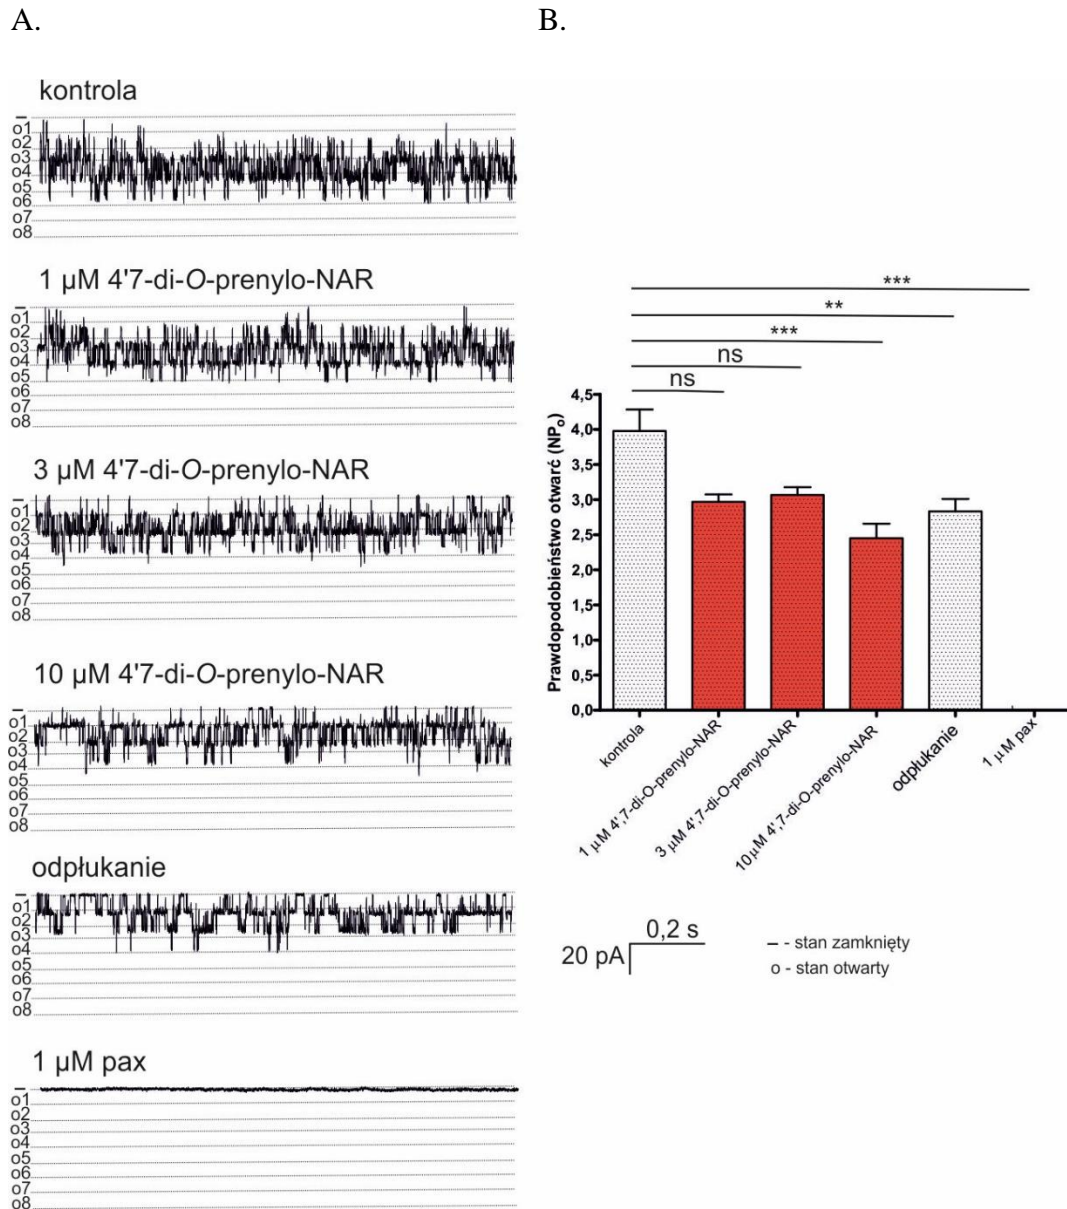 A.
B.
kontrola
–
o1
o2
o3
o4
o5
o6
o7
o8
1 µM 4'7-di-O-prenylo-NAR
–
o1
o2
o3
o4
o5
o6
o7
o8
3 µM 4'7-di-O-prenylo-NAR
–
o1
o2
o3
o4
o5
o6
o7
o8
10 µM 4'7-di-O-prenylo-NAR
–
o1
o2
o3
o4
o5
o6
o7
o8
odpłukanie
–
o1
o2
o3
o4
o5
o6
o7
o8
1 µM pax
–
o1
o2
o3
o4
o5
o6
o7
o8
***
**
***
ns
ns
Prawdopodobieństwo otwarć (NPo)
4,5
4,0
3,5
3,0
2,5
2,0
1,5
1,0
0,5
0,0
kontrola
1 µM 4',7-di-O-prenylo-NAR
3 µM 4',7-di-O-prenylo-NAR
10 µM 4',7-di-O-prenylo-NAR
odpłukanie
1 µM pax
0,2 s
20 pA
– - stan zamknięty
o - stan otwarty